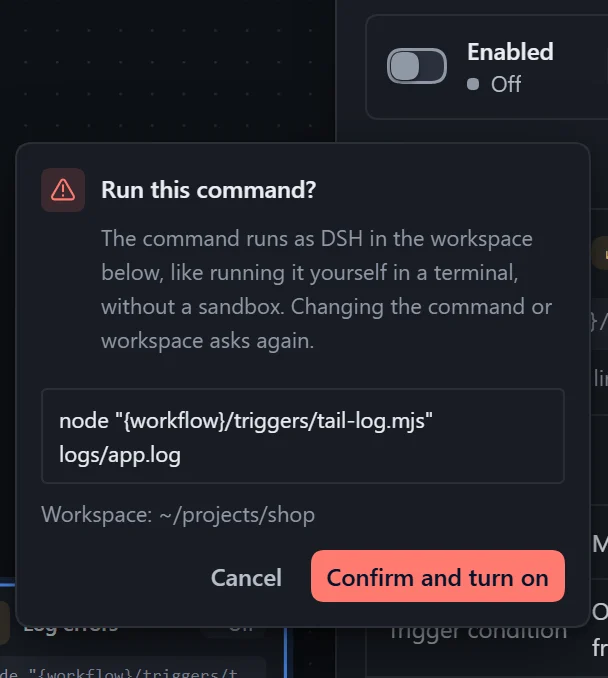 Enabled
Off
Run this command?
The command runs as DSH in the workspace
below, like running it yourself in a terminal,
without a sandbox. Changing the command or
workspace asks again.
node "{workflow}/triggers/tail-log.mjs"
logs/app.log
Workspace: ~/projects/shop
Cancel
Confirm and turn on
Log errors
Off
Trigger condition
de "{workflow}/triggers/t